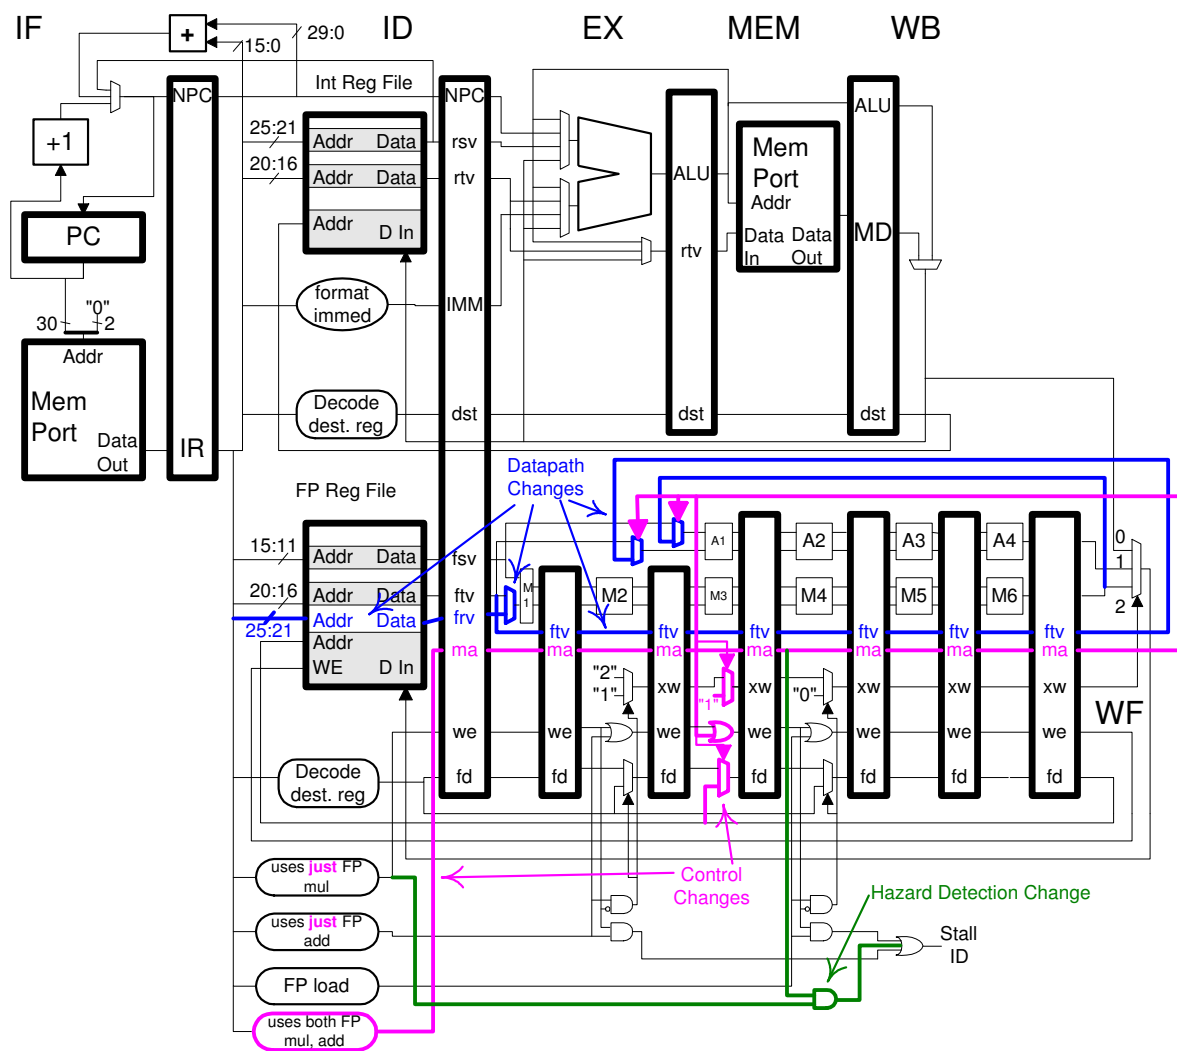 IF
ID
EX
MEM
WB
+
29:0
15:0
Int Reg File
NPC
NPC
ALU
+1
25:21
Addr
Data
rsv
Mem
Port
Addr
20:16
Addr
Data
rtv
ALU
PC
Addr
D In
Data
In
Data
Out
MD
rtv
format
immed
IMM
"0"
30
2
Addr
Mem
Port
Data
Out
IR
Decode
dest. reg
dst
dst
dst
Datapath
Changes
FP Reg File
15:11
Addr
Data
fsv
A1
A2
A3
A4
0
1
2
20:16
Addr
Data
ftv
M
1
M2
M3
M4
M5
M6
25:21
Addr
Data
frv
ftv
ftv
ftv
ftv
ftv
ftv
Addr
WE
D In
ma
ma
ma
ma
ma
ma
ma
"2"
"1"
xw
"1"
xw
"0"
xw
xw
xw
WF
we
we
we
we
we
we
we
Decode
dest. reg
fd
fd
fd
fd
fd
fd
fd
uses just FP
mul
Control
Changes
Hazard Detection Change
uses just FP
add
Stall
ID
FP load
uses both FP
mul, add